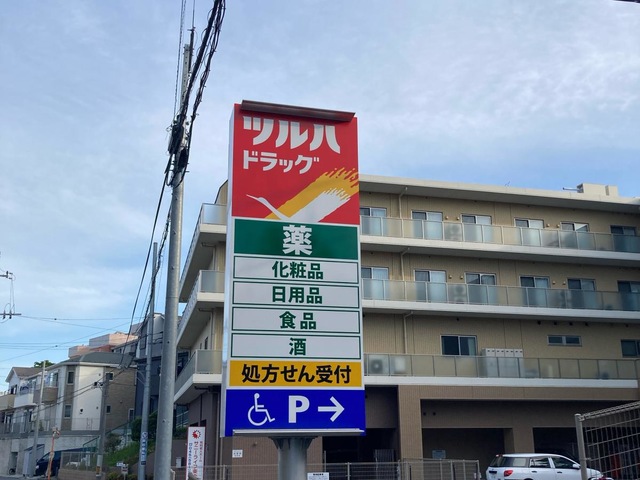 ツルハ
ドラッグ
薬
化粧品
日用品
食品
酒
処方せん受付
P→